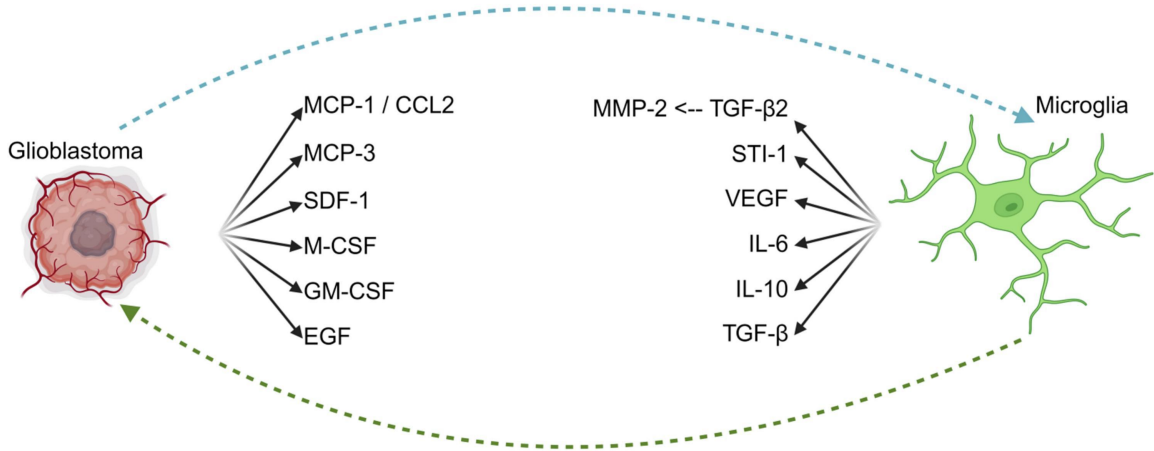 Glioblastoma
MCP-1 / CCL2
MCP-3
SDF-1
M-CSF
GM-CSF
EGF
MMP-2 <-- TGF-β2
STI-1
VEGF
IL-6
IL-10
TGF-β
Microglia